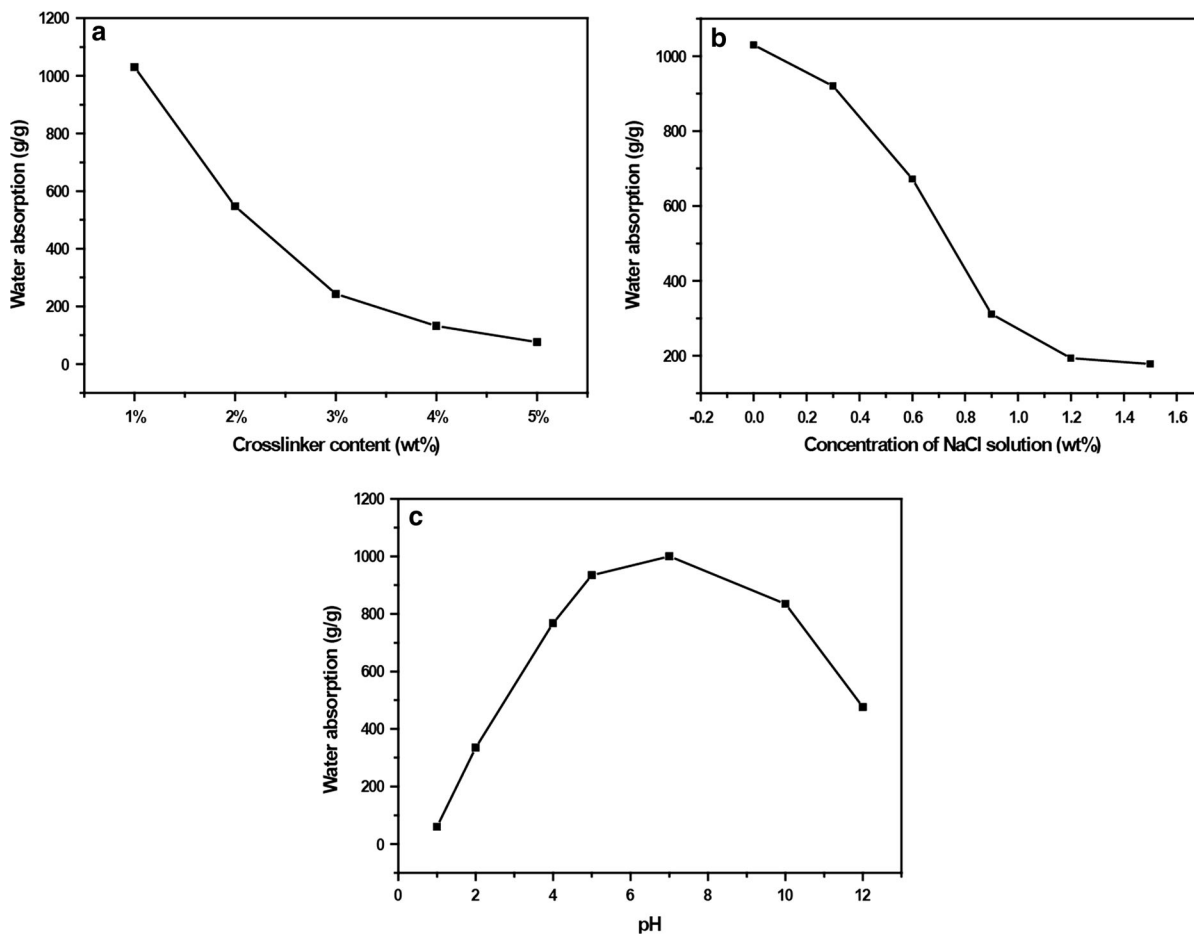 a
1200
1000
800
600
400
200
0
Water absorption (g/g)
1% 2% 3% 4% 5%
Crosslinker content (wt%)
b
1000
800
600
400
200
Water absorption (g/g)
-0.2 0.0 0.2 0.4 0.6 0.8 1.0 1.2 1.4 1.6
Concentration of NaCl solution (wt%)
c
1200
1000
800
600
400
200
0
Water absorption (g/g)
0 2 4 6 8 10 12
pH